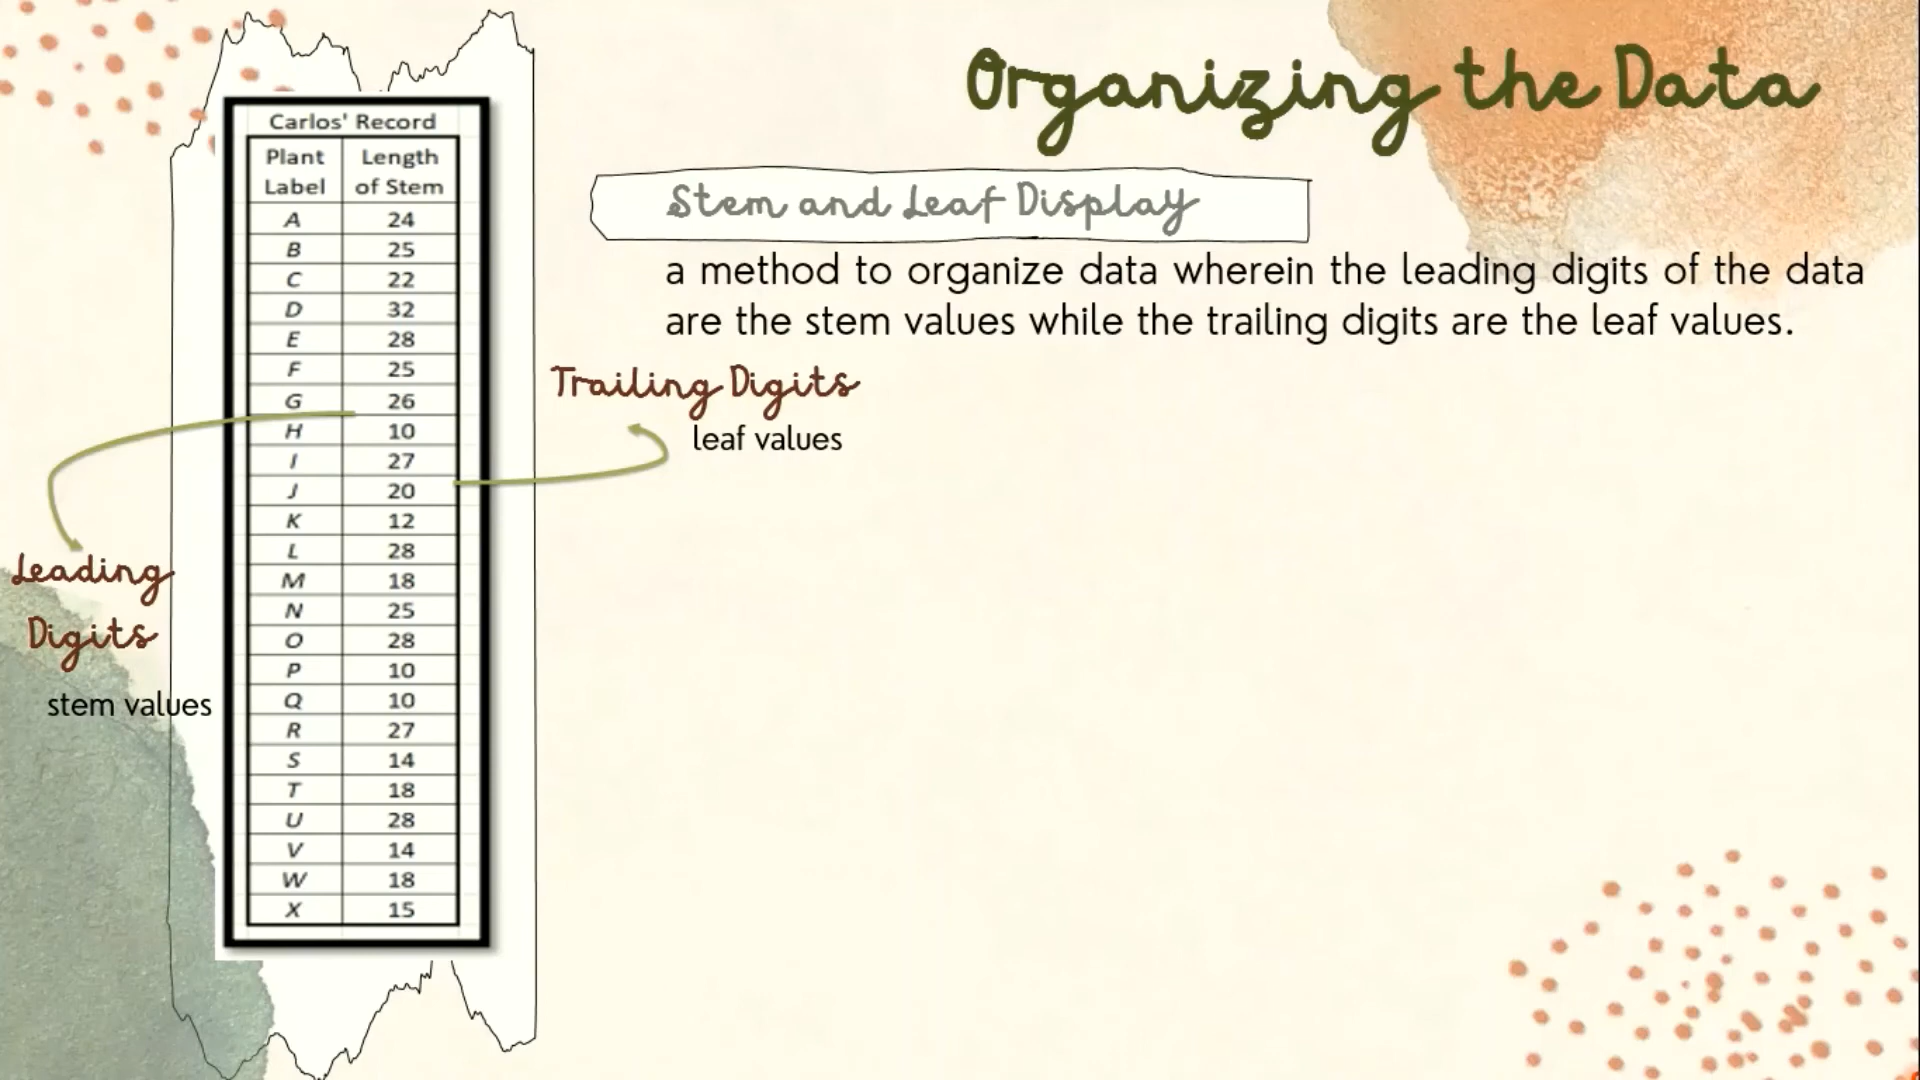 Organizing the Data
Stem and Leaf Display
a method to organize data wherein the leading digits of the data
are the stem values while the trailing digits are the leaf values.
Carlos' Record
Plant Label Length of Stem
A 24
B 25
C 22
D 32
E 28
F 25
G 26
H 10
I 27
J 20
K 12
L 28
M 18
N 25
O 28
P 10
Q 10
R 27
S 14
T 18
U 28
V 14
W 18
X 15
Trailing Digits
leaf values
Leading
Digits
stem values